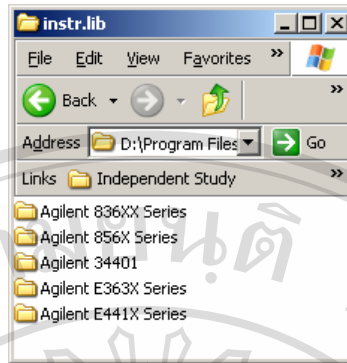 instr.lib
File Edit View Favorites »
Back »
Address D:\Program Files Go
Links Independent Study »
Agilent 836XX Series
Agilent 856X Series
Agilent 34401
Agilent E363X Series
Agilent E441X Series